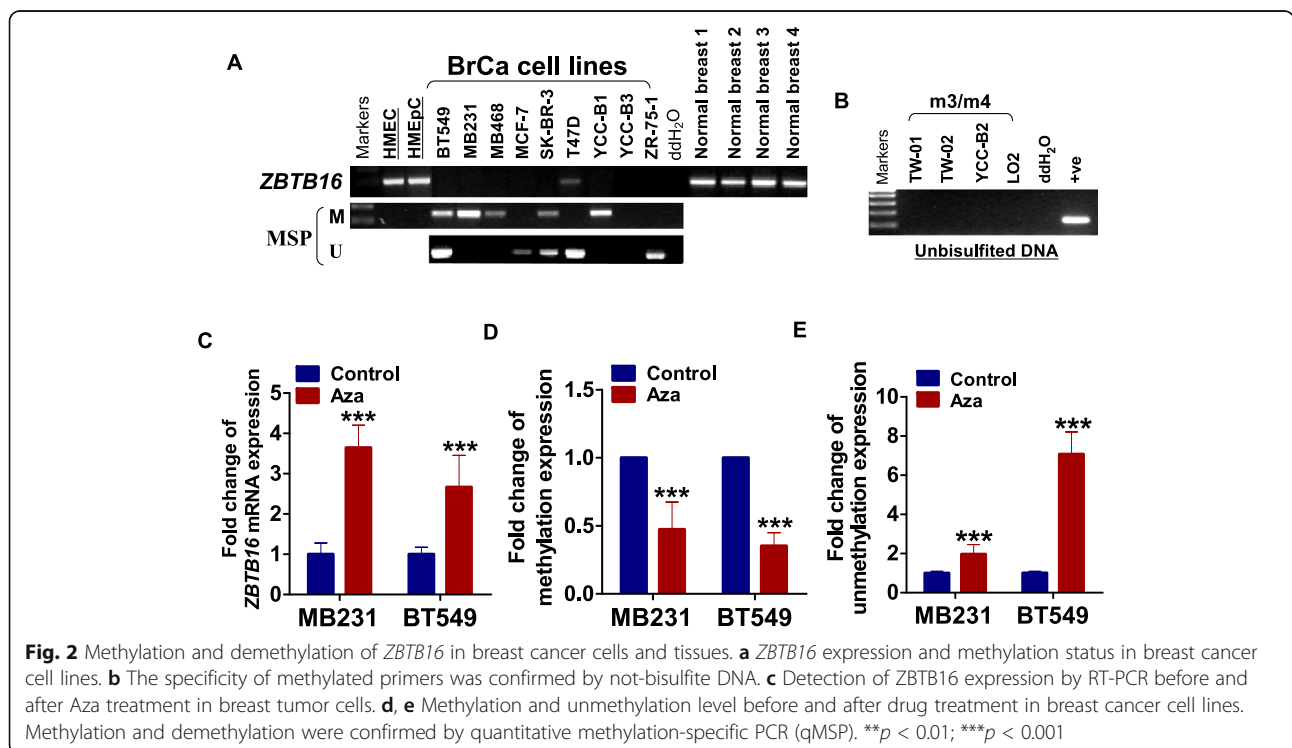 A
BrCa cell lines
Markers
HMEC
HMEpC
BT549
MB231
MB468
MCF-7
SK-BR-3
T47D
YCC-B1
YCC-B3
ZR-75-1
ddH₂O
Normal breast 1
Normal breast 2
Normal breast 3
Normal breast 4
ZBTB16
MSP
M
U
B
m3/m4
Markers
TW-01
TW-02
YCC-B2
LO2
ddH₂O
+ve
Unbisulfited DNA
C
Control
Aza
Fold change of
ZBTB16 mRNA expression
5
4
3
2
1
0
***
***
MB231
BT549
D
Control
Aza
Fold change of
methylation expression
1.5
1.0
0.5
0.0
***
***
MB231
BT549
E
Control
Aza
Fold change of
unmethylation expression
10
8
6
4
2
0
***
***
MB231
BT549
Fig. 2 Methylation and demethylation of ZBTB16 in breast cancer cells and tissues. a ZBTB16 expression and methylation status in breast cancer
cell lines. b The specificity of methylated primers was confirmed by not-bisulfite DNA. c Detection of ZBTB16 expression by RT-PCR before and
after Aza treatment in breast tumor cells. d, e Methylation and unmethylation level before and after drug treatment in breast cancer cell lines.
Methylation and demethylation were confirmed by quantitative methylation-specific PCR (qMSP). **p < 0.01; ***p < 0.001